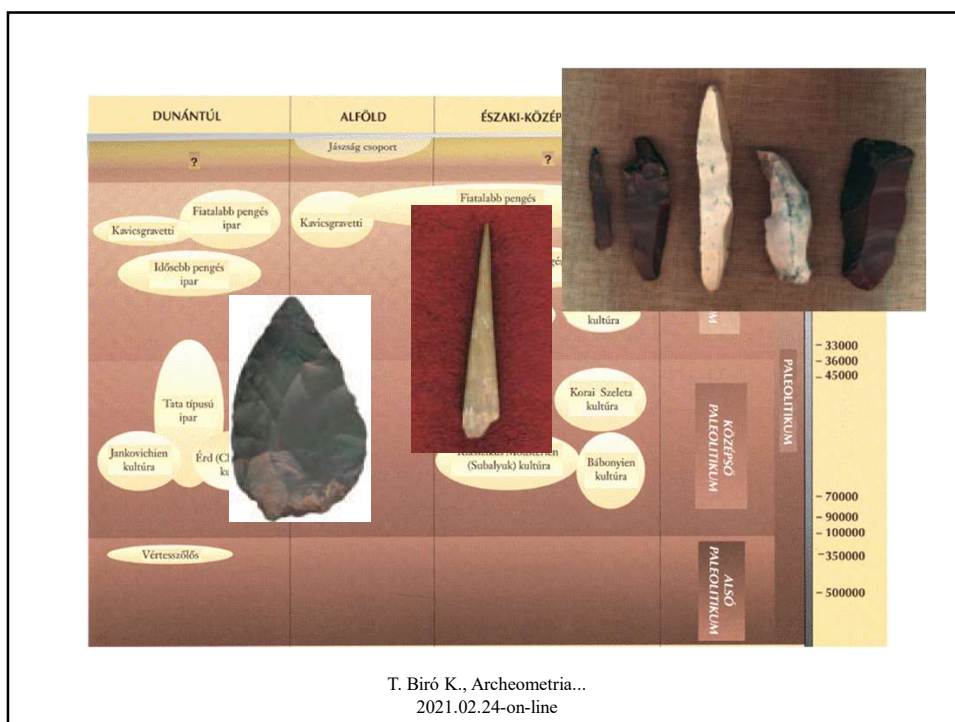 DUNÁNTÚL
ALFÖLD
ÉSZAKI-KÖZÉP
Jászság csoport
?
?
Fiatalabb pengés
ipar
Kavicsgravetti
Kavicsgravetti
Fiatalabb pengés
Idősebb pengés
ipar
kultúra
33000
36000
45000
PALEOLITIKUM
Tata típusú
ipar
Korai Szeleta
kultúra
KÖZÉPSŐ
PALEOLITIKUM
Jankovichien
kultúra
Érd
(Subalyuk) kultúra
Bábonyien
kultúra
70000
90000
100000
Vértesszőlős
350000
ALSÓ
PALEOLITIKUM
500000
T. Biró K., Archeometria...
2021.02.24-on-line